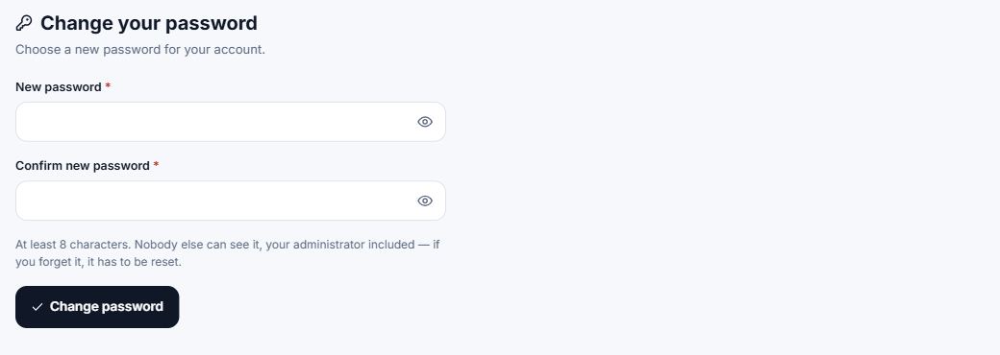 Change your password
Choose a new password for your account.
New password *
Confirm new password *
At least 8 characters. Nobody else can see it, your administrator included — if
you forget it, it has to be reset.
Change password